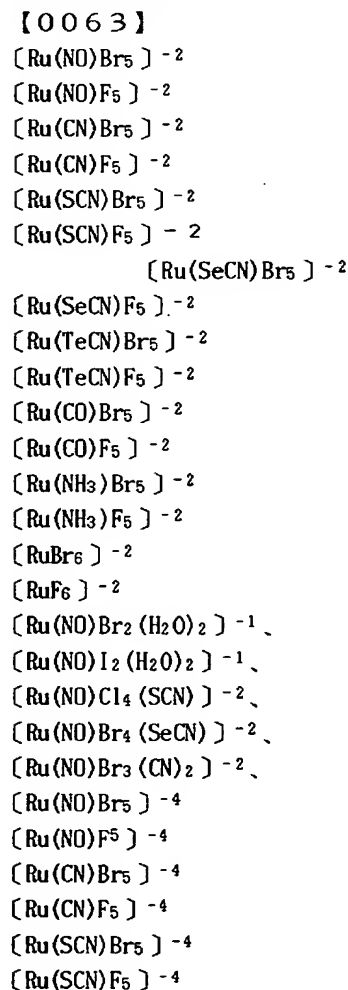 【0063】
〔Ru(NO)Br₅〕⁻²
〔Ru(NO)F₅〕⁻²
〔Ru(CN)Br₅〕⁻²
〔Ru(CN)F₅〕⁻²
〔Ru(SCN)Br₅〕⁻²
〔Ru(SCN)F₅〕－2
〔Ru(SeCN)Br₅〕⁻²
〔Ru(SeCN)F₅〕⁻²
〔Ru(TeCN)Br₅〕⁻²
〔Ru(TeCN)F₅〕⁻²
〔Ru(CO)Br₅〕⁻²
〔Ru(CO)F₅〕⁻²
〔Ru(NH₃)Br₅〕⁻²
〔Ru(NH₃)F₅〕⁻²
〔RuBr₆〕⁻²
〔RuF₆〕⁻²
〔Ru(NO)Br₂(H₂O)₂〕⁻¹、
〔Ru(NO)I₂(H₂O)₂〕⁻¹、
〔Ru(NO)Cl₄(SCN)〕⁻²、
〔Ru(NO)Br₄(SeCN)〕⁻²、
〔Ru(NO)Br₃(CN)₂〕⁻²、
〔Ru(NO)Br₅〕⁻⁴
〔Ru(NO)F⁵〕⁻⁴
〔Ru(CN)Br₅〕⁻⁴
〔Ru(CN)F₅〕⁻⁴
〔Ru(SCN)Br₅〕⁻⁴
〔Ru(SCN)F₅〕⁻⁴